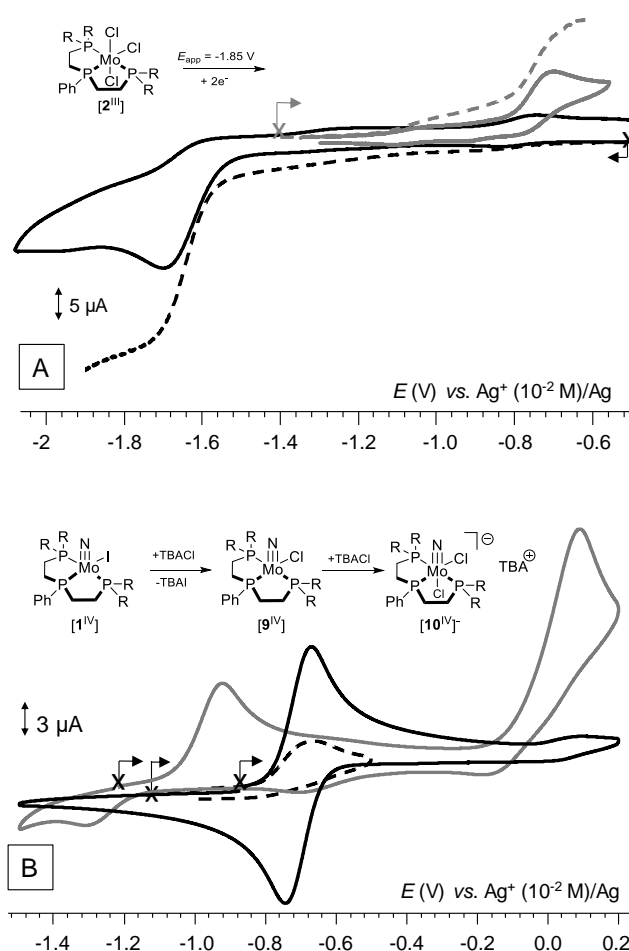 R
R
P
Cl
Cl
Mo
P
P
R
R
Ph
Cl
[2ᴵᴵᴵ]
Eapp = -1.85 V
+ 2e⁻
X
X
5 µA
A
E (V) vs. Ag⁺ (10⁻² M)/Ag
-2 -1.8 -1.6 -1.4 -1.2 -1.0 -0.8 -0.6
R
R
P
N
I
Mo
P
P
R
R
Ph
[1ᴵⱽ]
+TBACl
-TBAI
R
R
P
N
Cl
Mo
P
P
R
R
Ph
[9ᴵⱽ]
+TBACl
R
R
P
N
Cl
Mo
P
P
R
R
Ph
Cl
⊖
TBA⊕
[10ᴵⱽ]⁻
3 µA
X
X
X
B
E (V) vs. Ag⁺ (10⁻² M)/Ag
-1.4 -1.2 -1.0 -0.8 -0.6 -0.4 -0.2 0.0 0.2